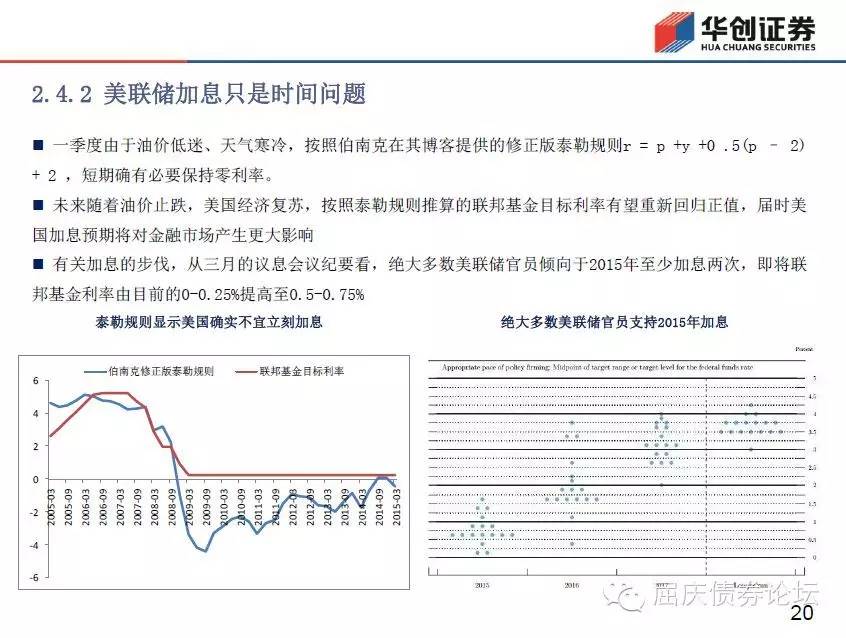 华创证券
HUA CHUANG SECURITIES
2.4.2 美联储加息只是时间问题
■ 一季度由于油价低迷、天气寒冷，按照伯南克在其博客提供的修正版泰勒规则r = p +y +0 .5(p – 2)
+ 2 ，短期确有必要保持零利率。
■ 未来随着油价止跌，美国经济复苏，按照泰勒规则推算的联邦基金目标利率有望重新回归正值，届时美
国加息预期将对金融市场产生更大影响
■ 有关加息的步伐，从三月的议息会议纪要看，绝大多数美联储官员倾向于2015年至少加息两次，即将联
邦基金利率由目前的0-0.25%提高至0.5-0.75%
泰勒规则显示美国确实不宜立刻加息
绝大多数美联储官员支持2015年加息
伯南克修正版泰勒规则 联邦基金目标利率
6
4
2
0
-2
-4
-6
2005-03 2005-09 2006-03 2006-09 2007-03 2007-09 2008-03 2008-09 2009-03 2009-09 2010-03 2010-09 2011-03 2011-09 2012-03 2012-09 2013-03 2013-09 2014-03 2014-09 2015-03
Percent
Appropriate pace of policy firming: Midpoint of target range or target level for the federal funds rate
5
4.5
4
3.5
3
2.5
2
1.5
1
0.5
0
2015 2016 2017
屈庆债券论坛
20